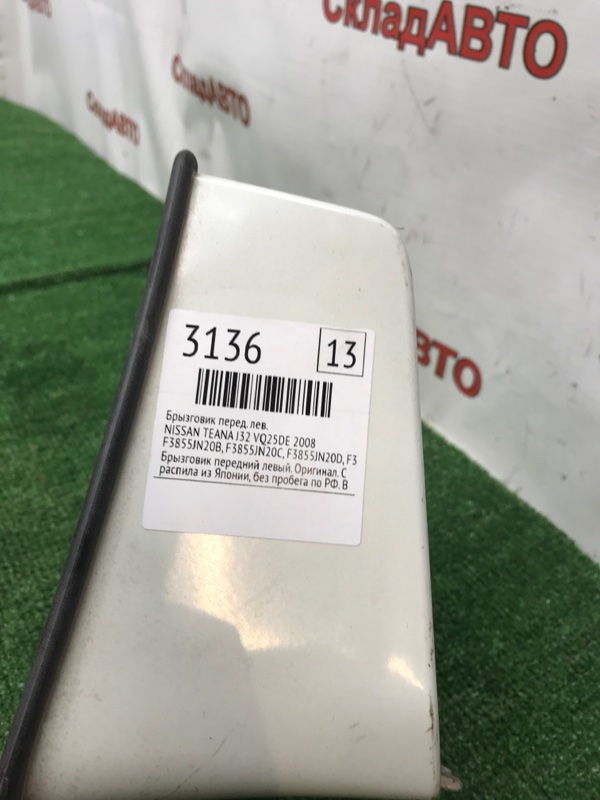 СкладАВТО
СкладАВТО
СкладАВТО
АВТО
3136
13
Брызговик перед. лев.
NISSAN TEANA J32 VQ25DE 2008
F3855JN20B, F3855JN20C, F3855JN20D, F3
Брызговик передний левый. Оригинал. С
распила из Японии, без пробега по РФ. В